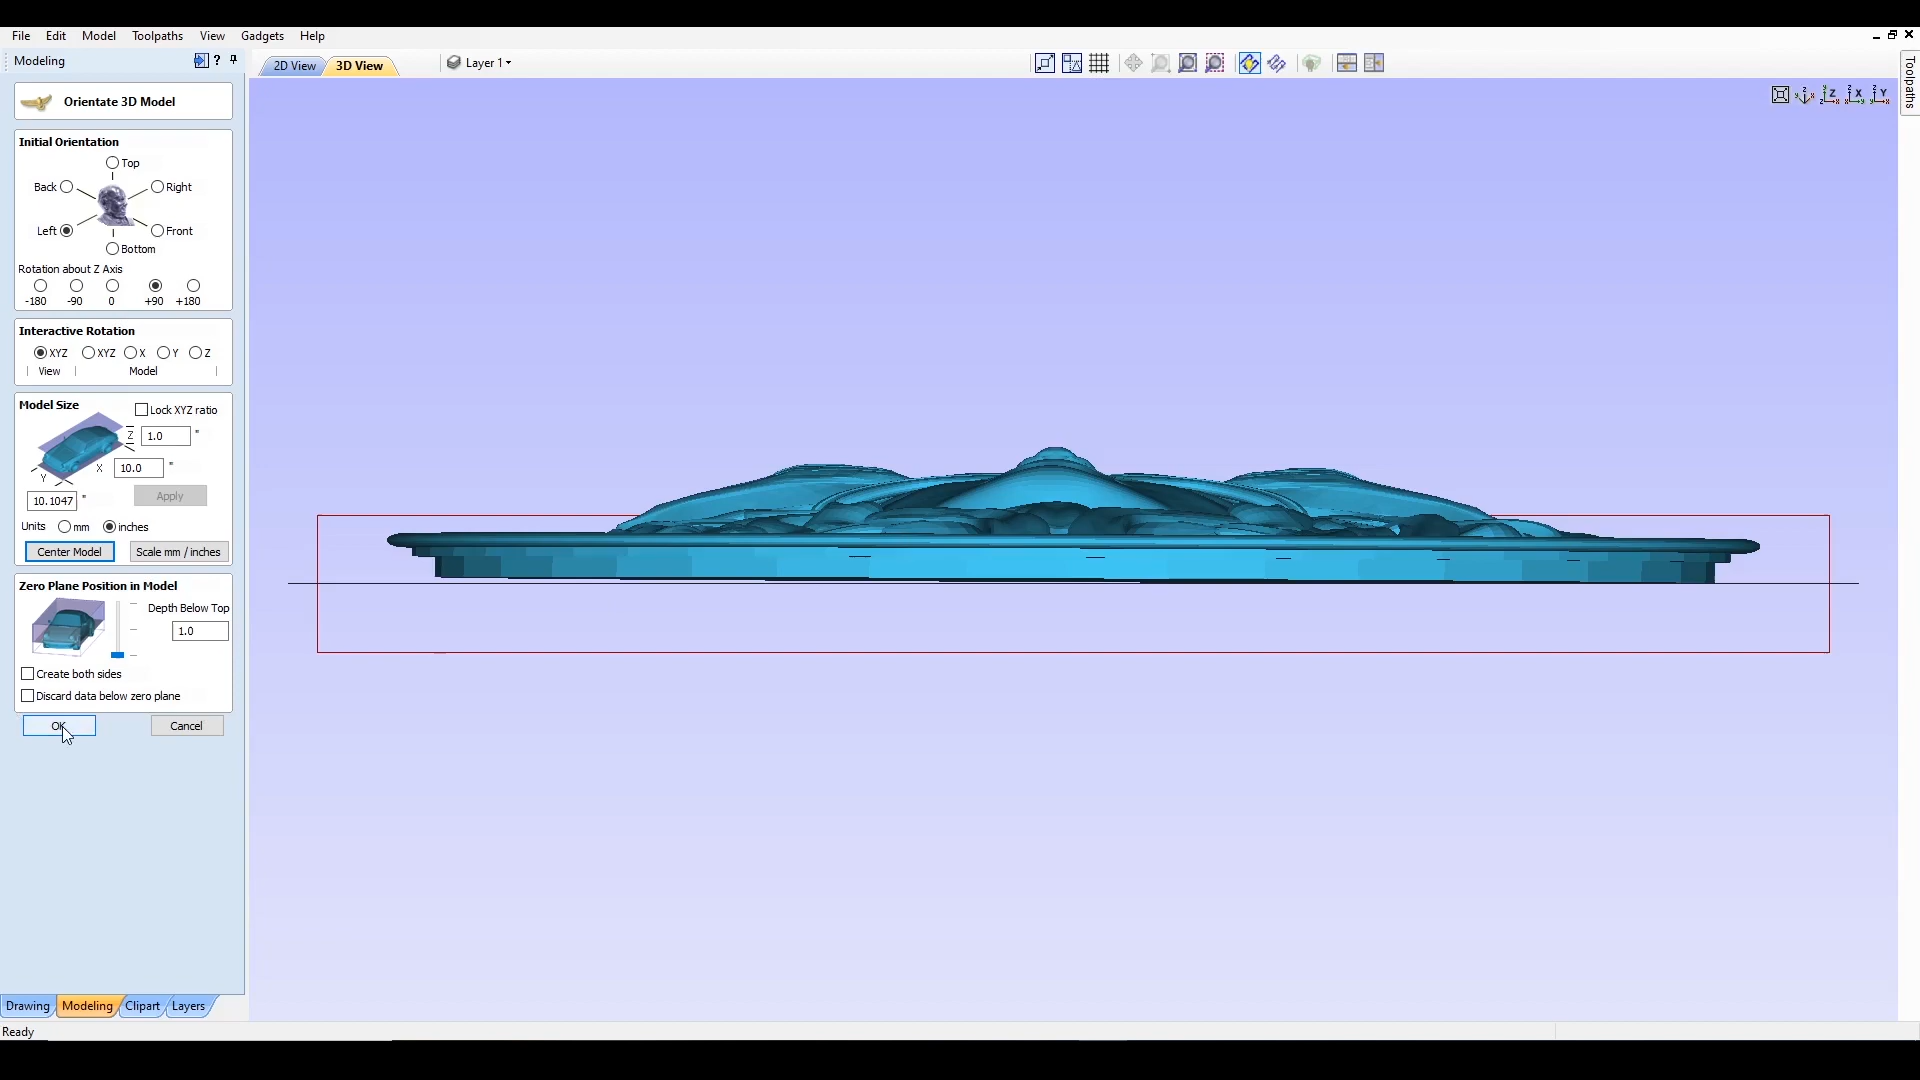 File Edit Model Toolpaths View Gadgets Help
Modeling ?
2D View 3D View Layer 1
Toolpaths
Orientate 3D Model
Initial Orientation
Top
Back Right
Left Front
Bottom
Rotation about Z Axis
-180 -90 0 +90 +180
Interactive Rotation
XYZ XYZ X Y Z
View Model
Model Size
Lock XYZ ratio
Z 1.0 "
X 10.0 "
Y
10.1047 " Apply
Units mm inches
Center Model Scale mm / inches
Zero Plane Position in Model
Depth Below Top
1.0
Create both sides
Discard data below zero plane
OK Cancel
Drawing Modeling Clipart Layers
Ready